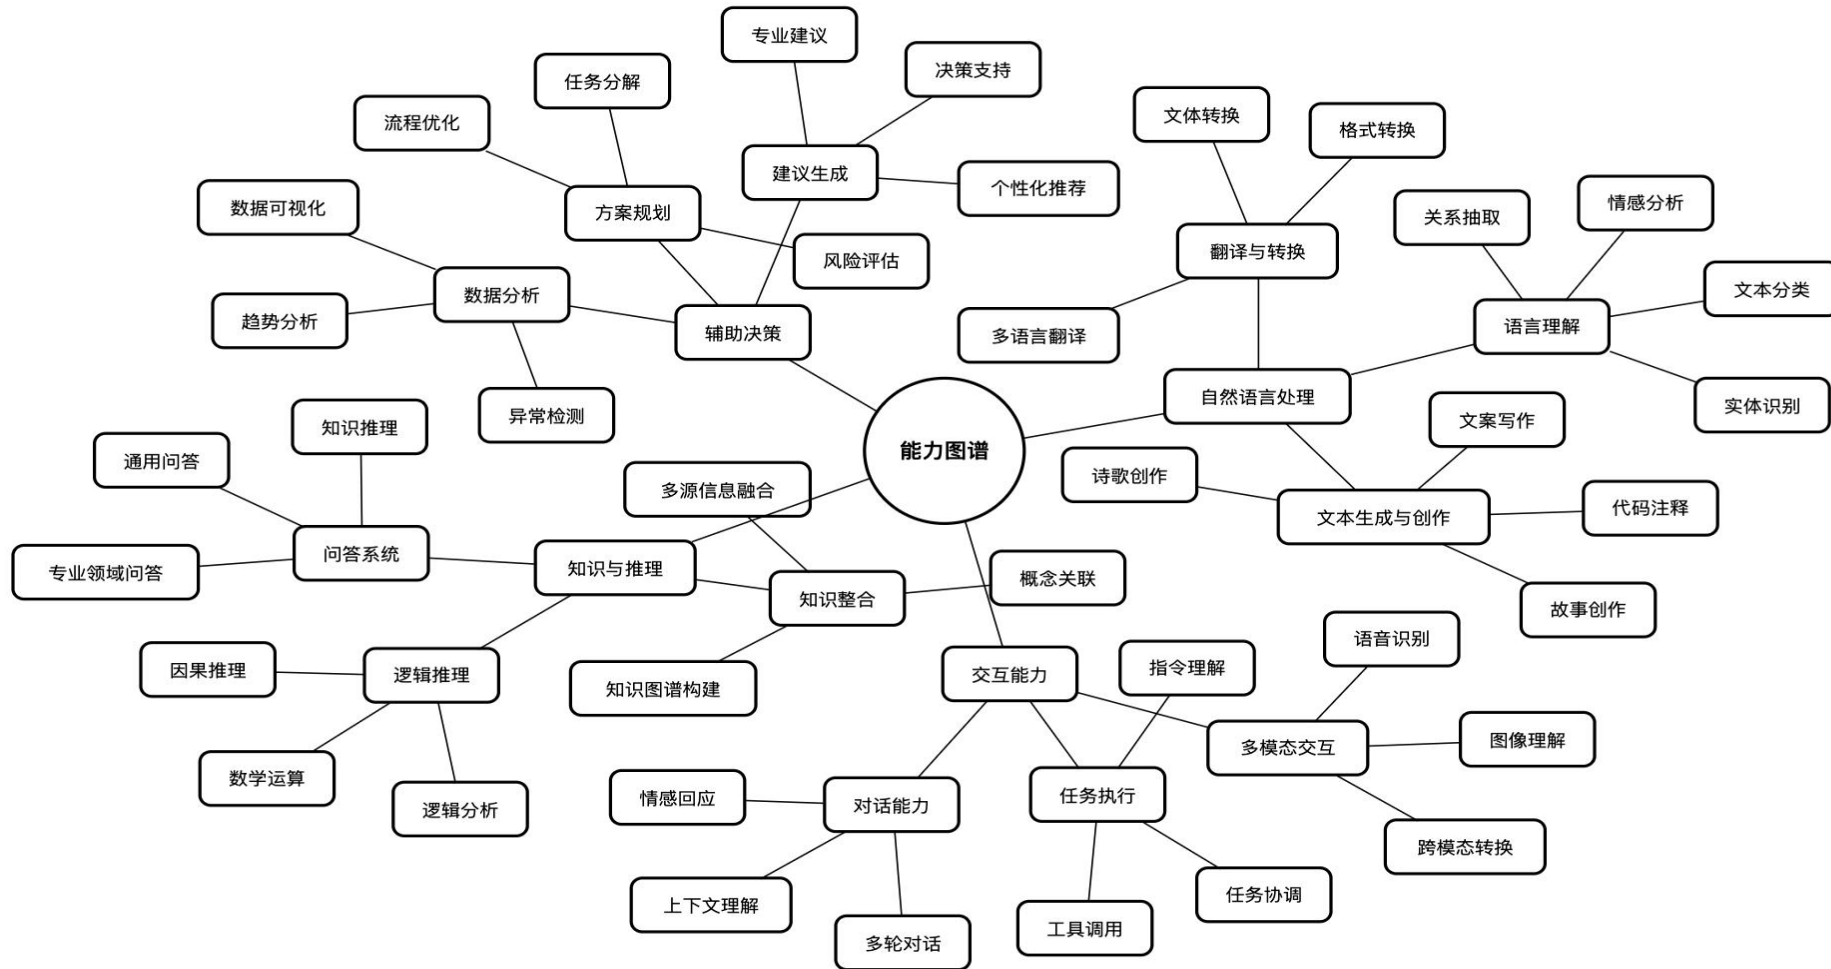 专业建议
决策支持
任务分解
文体转换
格式转换
流程优化
建议生成
个性化推荐
数据可视化
方案规划
关系抽取
情感分析
翻译与转换
风险评估
数据分析
文本分类
趋势分析
辅助决策
多语言翻译
语言理解
自然语言处理
实体识别
异常检测
知识推理
文案写作
能力图谱
通用问答
诗歌创作
多源信息融合
文本生成与创作
代码注释
问答系统
专业领域问答
知识与推理
概念关联
知识整合
故事创作
语音识别
因果推理
逻辑推理
知识图谱构建
交互能力
指令理解
多模态交互
图像理解
数学运算
逻辑分析
情感回应
对话能力
任务执行
跨模态转换
上下文理解
任务协调
多轮对话
工具调用